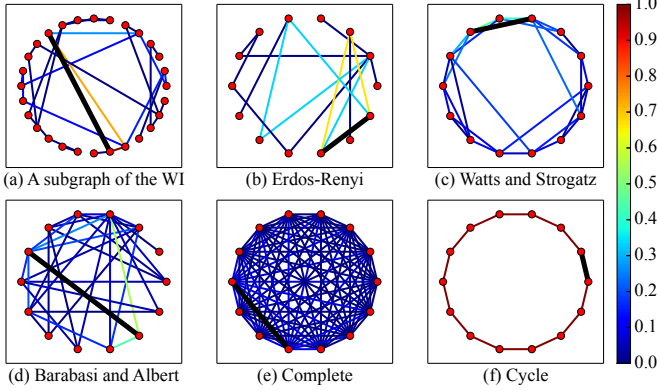 (a) A subgraph of the WI
(b) Erdos-Renyi
(c) Watts and Strogatz
(d) Barabasi and Albert
(e) Complete
(f) Cycle
1.0
0.9
0.8
0.7
0.6
0.5
0.4
0.3
0.2
0.1
0.0